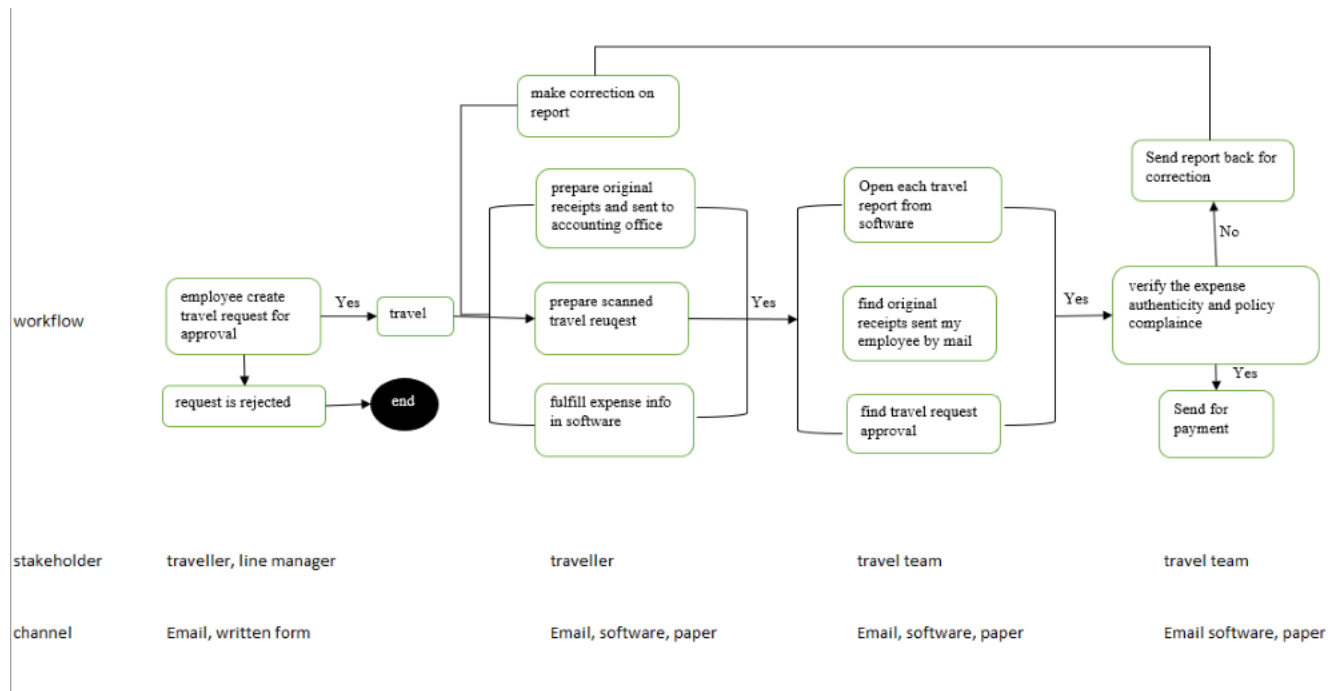 make correction on
report
Send report back for
correction
prepare original
receipts and sent to
accounting office
Open each travel
report from
software
No
workflow
employee create
travel request for
approval
Yes
travel
prepare scanned
travel reuqest
Yes
find original
receipts sent my
employee by mail
Yes
verify the expense
authenticity and policy
complaince
request is rejected
end
fulfill expense info
in software
find travel request
approval
Yes
Send for
payment
stakeholder
traveller, line manager
traveller
travel team
travel team
channel
Email, written form
Email, software, paper
Email, software, paper
Email software, paper